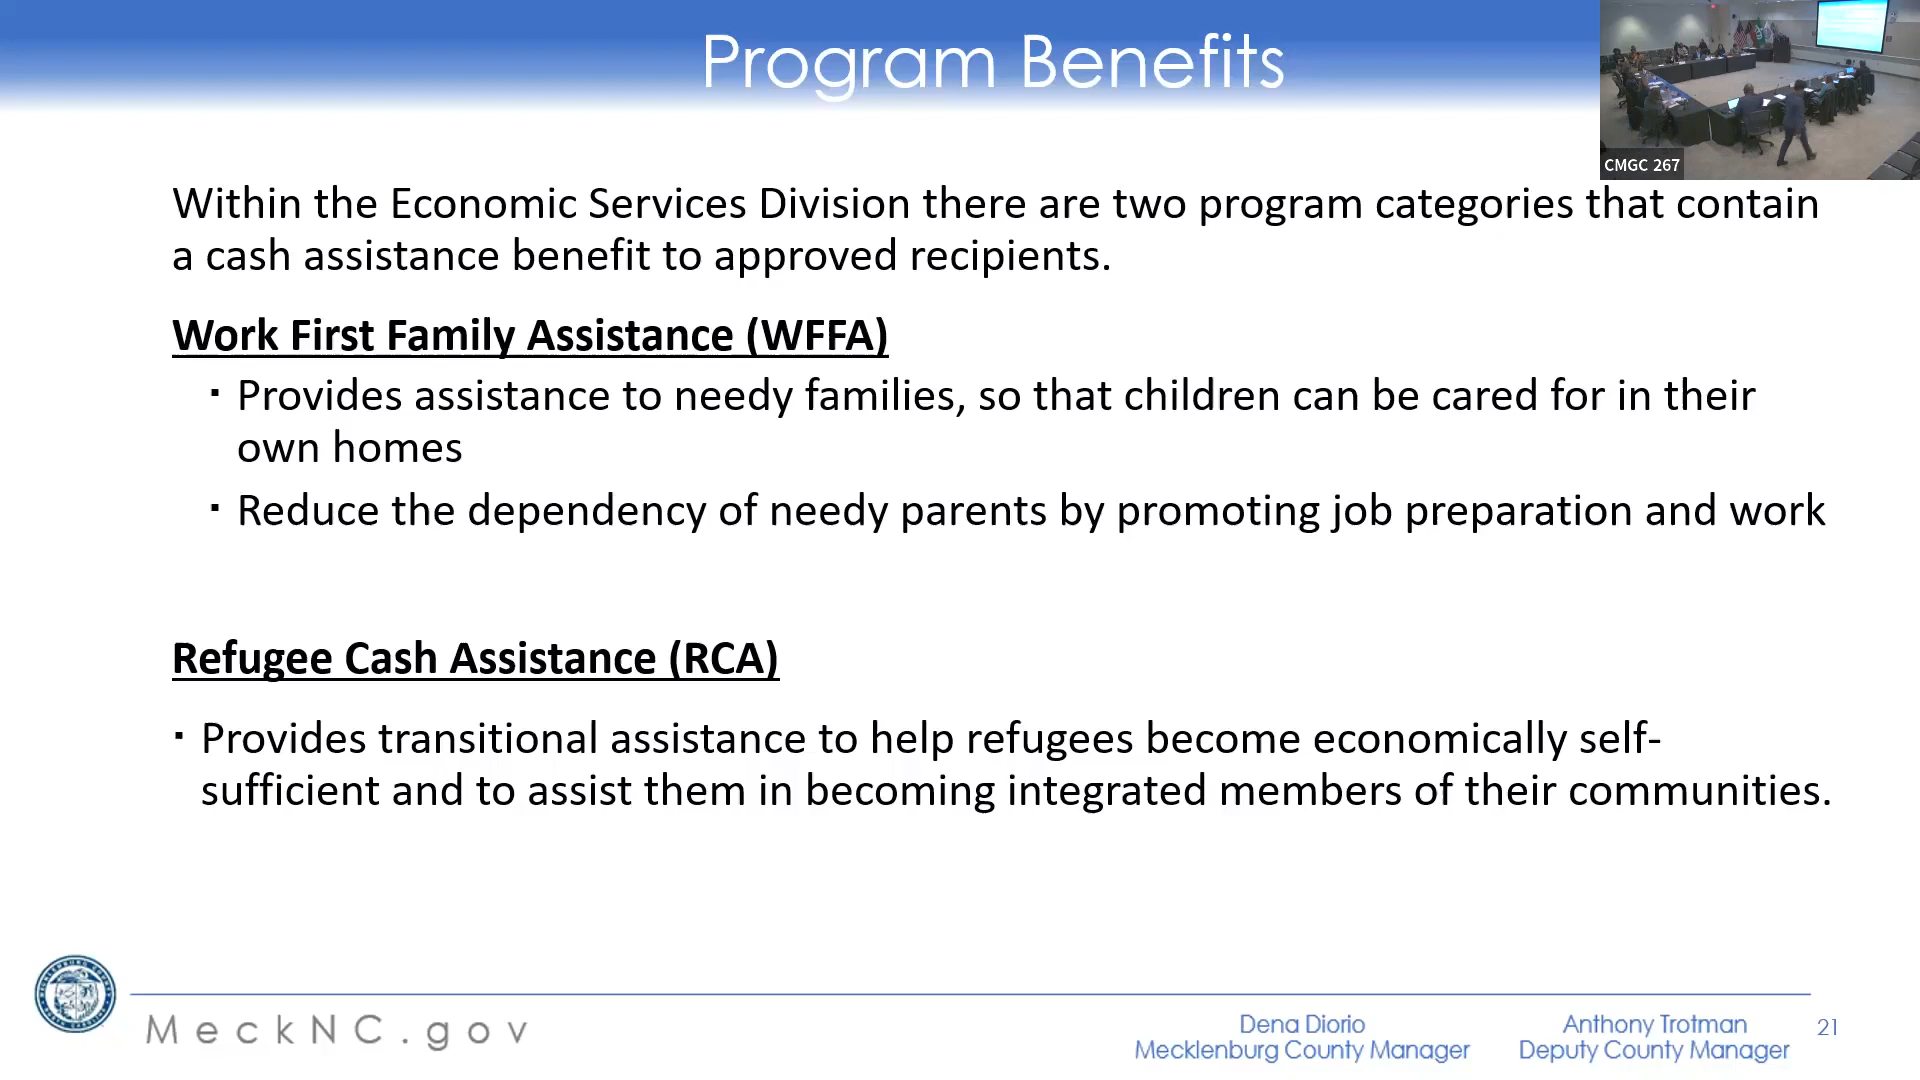 Program Benefits
CMGC 267
Within the Economic Services Division there are two program categories that contain
a cash assistance benefit to approved recipients.
Work First Family Assistance (WFFA)
▪ Provides assistance to needy families, so that children can be cared for in their
own homes
▪ Reduce the dependency of needy parents by promoting job preparation and work
Refugee Cash Assistance (RCA)
▪ Provides transitional assistance to help refugees become economically self-
sufficient and to assist them in becoming integrated members of their communities.
MeckNC.gov
Dena Diorio
Mecklenburg County Manager
Anthony Trotman
Deputy County Manager
21